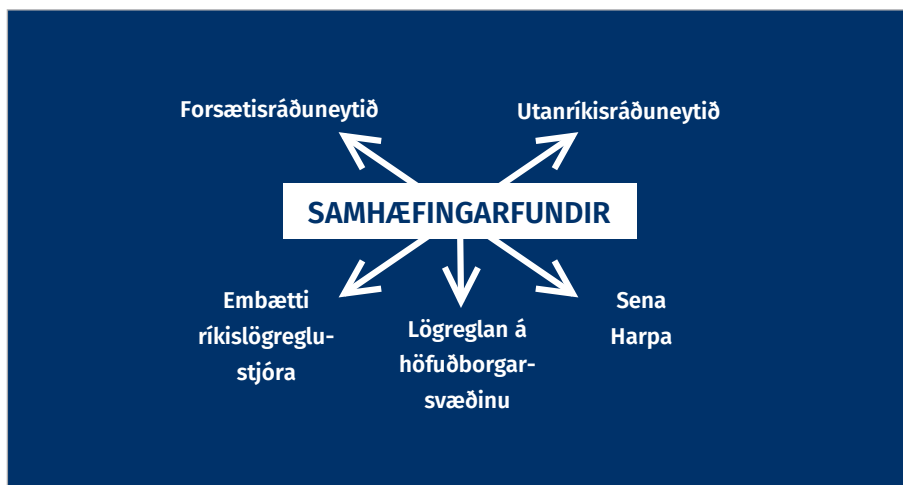 Forsætisráðuneytið
Utanríkisráðuneytið
SAMHÆFINGARFUNDIR
Embætti
ríkislögreglu-
stjóra
Lögreglan á
höfuðborgar-
svæðinu
Sena
Harpa